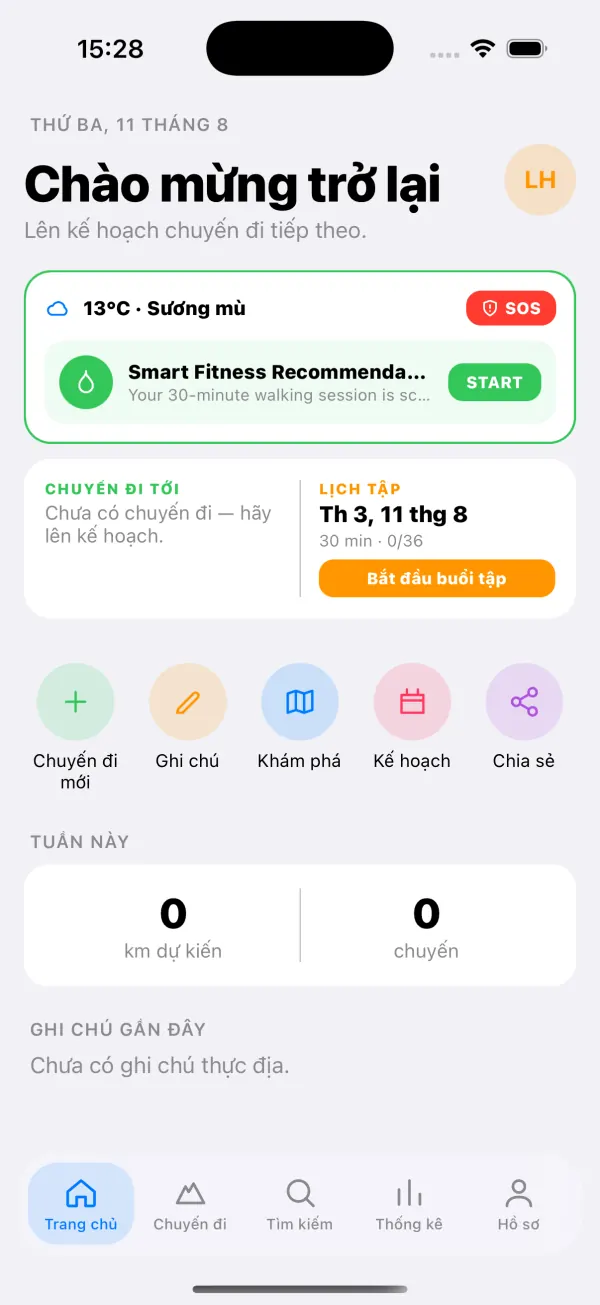 15:28
THỨ BA, 11 THÁNG 8
Chào mừng trở lại
LH
Lên kế hoạch chuyến đi tiếp theo.
13°C · Sương mù
SOS
Smart Fitness Recommenda...
Your 30-minute walking session is sc...
START
CHUYẾN ĐI TỚI
Chưa có chuyến đi — hãy
lên kế hoạch.
LỊCH TẬP
Th 3, 11 thg 8
30 min · 0/36
Bắt đầu buổi tập
Chuyến đi
mới
Ghi chú
Khám phá
Kế hoạch
Chia sẻ
TUẦN NÀY
0
km dự kiến
0
chuyến
GHI CHÚ GẦN ĐÂY
Chưa có ghi chú thực địa.
Trang chủ
Chuyến đi
Tìm kiếm
Thống kê
Hồ sơ